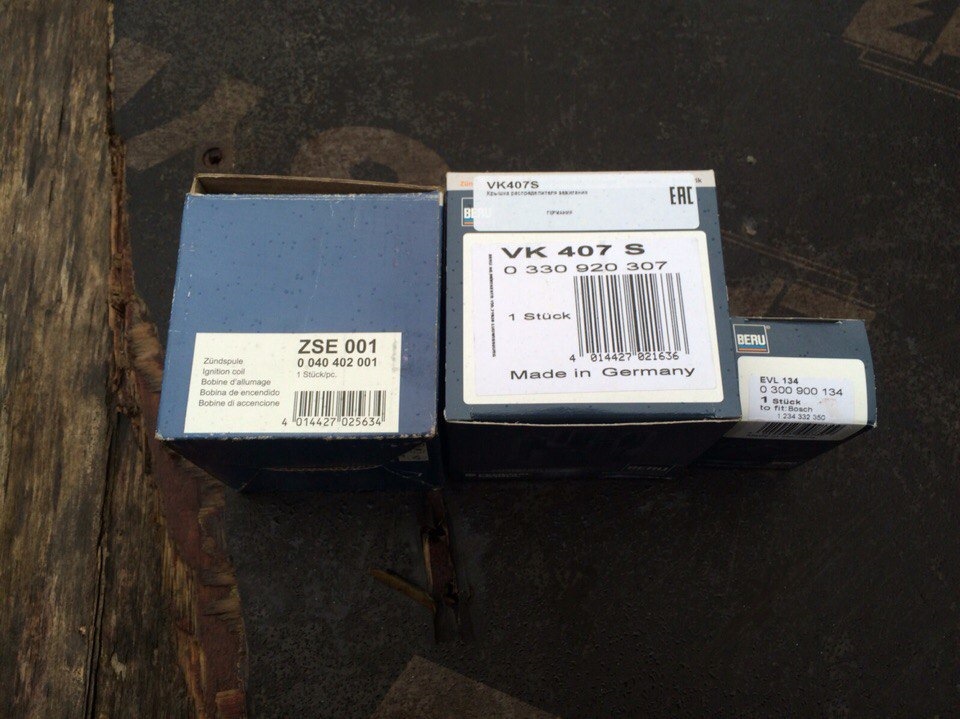 ZSE 001
Zündspule
0 040 402 001
Ignition coil
1 Stück/pc.
Bobine d'allumage
Bobina de encendido
Bobine di accencione
4 014427 025634
VK407S
Крышка распределителя зажигания
ГЕРМАНИЯ
EAC
BERU
VK 407 S
0 330 920 307
1 Stück
4 014427 021636
Made in Germany
BERU
EVL 134
0 300 900 134
1 Stück
to fit:Bosch
1 234 332 350